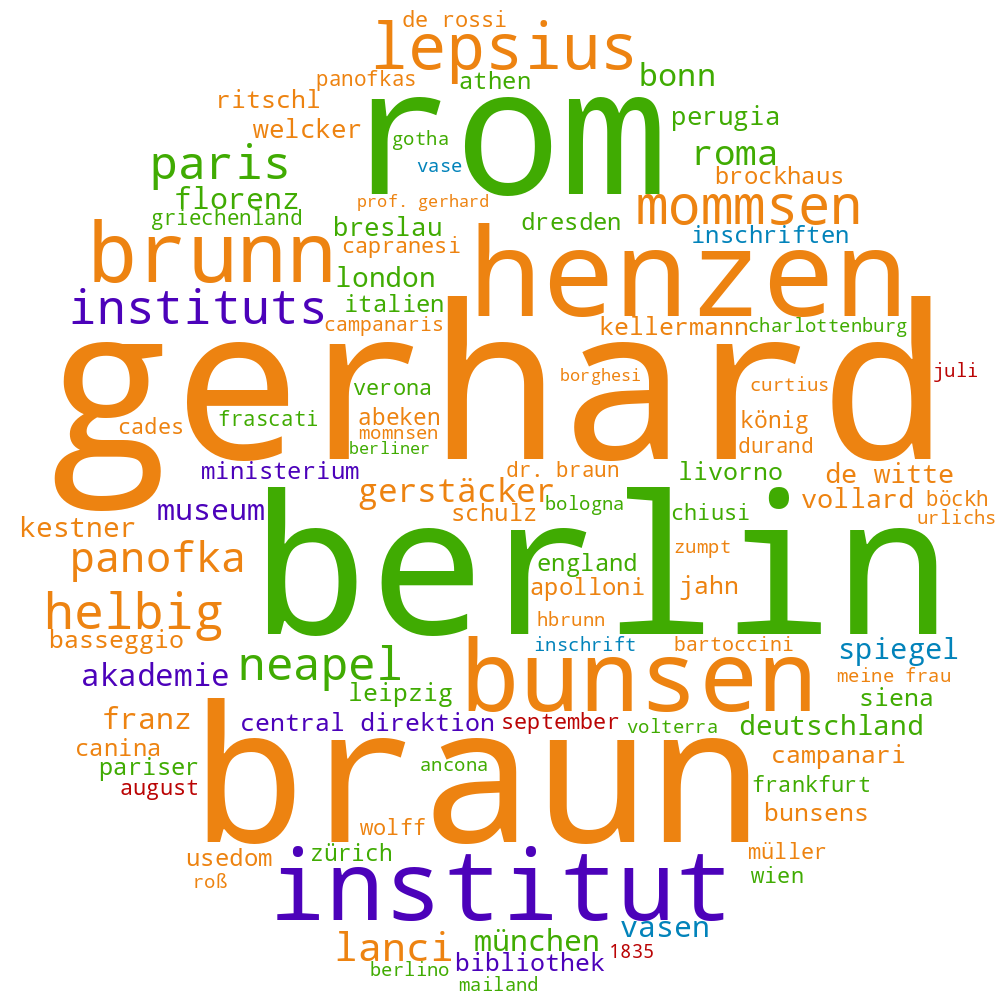 de rossi
lepsius
panofkas athen bonn
ritschl rom perugia
welcker gotha
paris vase roma
florenz prof. gerhard brockhaus
griechenland breslau dresden mommsen
brunn capranesi henzen inschriften
london
instituts italien
campanaris kellermann charlottenburg
gerhard borghesi juli
verona curtius
cades frascati abeken könig
momnsen durand
berliner
ministerium dr. braun livorno de witte
museum gerstäcker vollard böckh
kestner schulz bologna chiusi urlichs
panofka berlin zumpt
england
apolloni jahn
helbig hbrunn
basseggio inschrift bartoccini spiegel
akademie neapel bunsen meine frau
leipzig siena
franz central direktion september volterra deutschland
canina campanari
pariser ancona
august braun frankfurt
bunsens
wolff
usedom zürich müller
roß wien
institut
vasen
lanci münchen 1835
berlino bibliothek
mailand